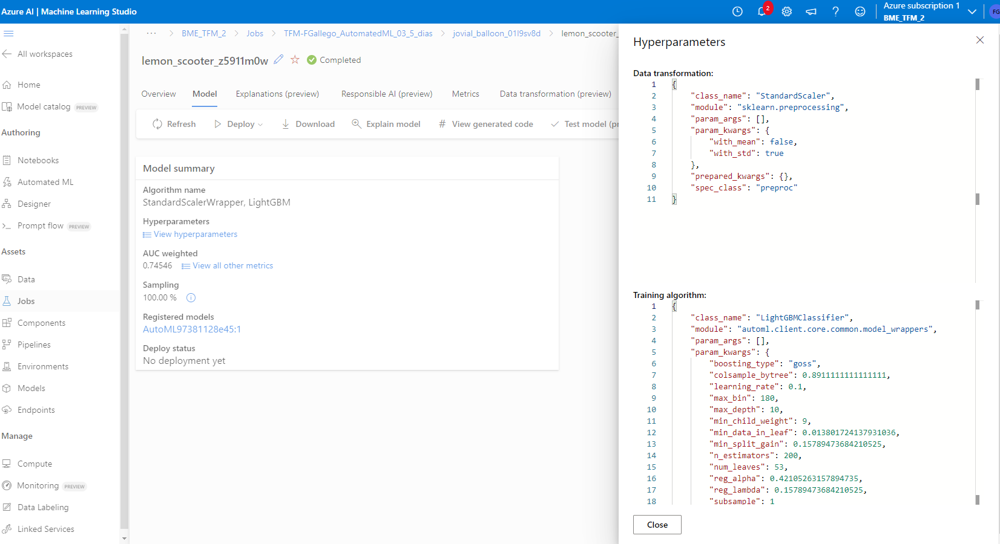 Azure AI | Machine Learning Studio
2
Azure subscription 1
BME_TFM_2
FG
All workspaces
Home
Model catalog PREVIEW
Authoring
Notebooks
Automated ML
Designer
Prompt flow PREVIEW
Assets
Data
Jobs
Components
Pipelines
Environments
Models
Endpoints
Manage
Compute
Monitoring PREVIEW
Data Labeling
Linked Services
··· > BME_TFM_2 > Jobs > TFM-FGallego_AutomatedML_03_5_dias > jovial_balloon_01l9sv8d > lemon_scooter_
lemon_scooter_z5911m0w Completed
Overview Model Explanations (preview) Responsible AI (preview) Metrics Data transformation (preview)
Refresh Deploy Download Explain model # View generated code Test model (pr
Model summary
Algorithm name
StandardScalerWrapper, LightGBM
Hyperparameters
View hyperparameters
AUC weighted
0.74546 View all other metrics
Sampling
100.00 %
Registered models
AutoML97381128e45:1
Deploy status
No deployment yet
Hyperparameters
Data transformation:
1 {
2 "class_name": "StandardScaler",
3 "module": "sklearn.preprocessing",
4 "param_args": [],
5 "param_kwargs": {
6 "with_mean": false,
7 "with_std": true
8 },
9 "prepared_kwargs": {},
10 "spec_class": "preproc"
11 }
Training algorithm:
1 {
2 "class_name": "LightGBMClassifier",
3 "module": "automl.client.core.common.model_wrappers",
4 "param_args": [],
5 "param_kwargs": {
6 "boosting_type": "goss",
7 "colsample_bytree": 0.8911111111111111,
8 "learning_rate": 0.1,
9 "max_bin": 180,
10 "max_depth": 10,
11 "min_child_weight": 9,
12 "min_data_in_leaf": 0.013801724137931036,
13 "min_split_gain": 0.15789473684210525,
14 "n_estimators": 200,
15 "num_leaves": 53,
16 "reg_alpha": 0.42105263157894735,
17 "reg_lambda": 0.15789473684210525,
18 "subsample": 1
Close